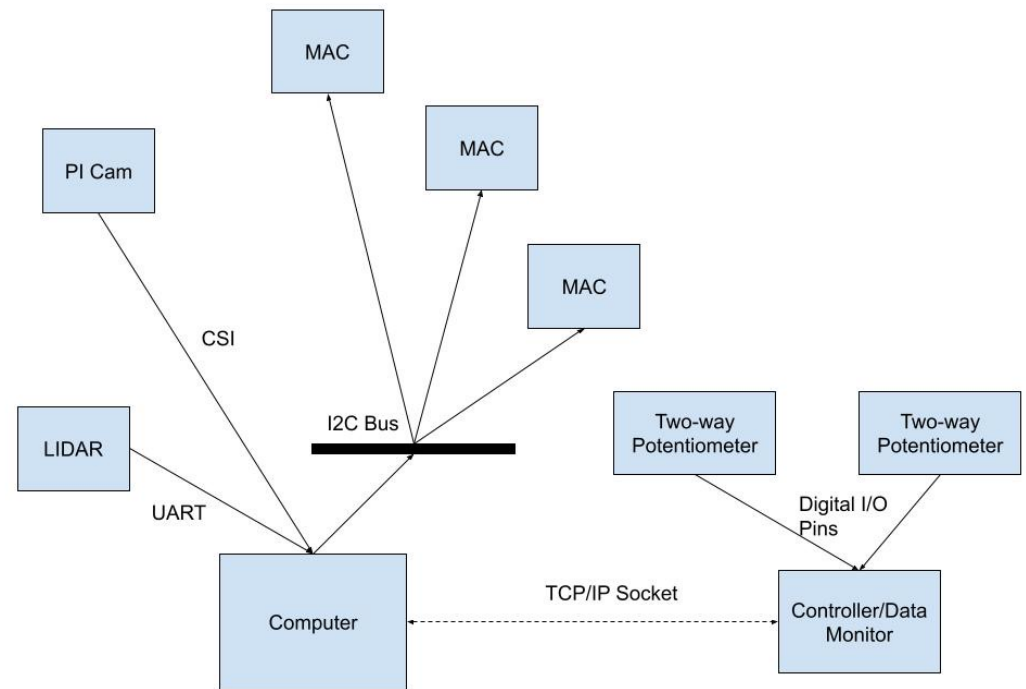 MAC
MAC
PI Cam
MAC
CSI
I2C Bus
LIDAR
UART
Two-way
Potentiometer
Two-way
Potentiometer
Digital I/O
Pins
TCP/IP Socket
Computer
Controller/Data
Monitor